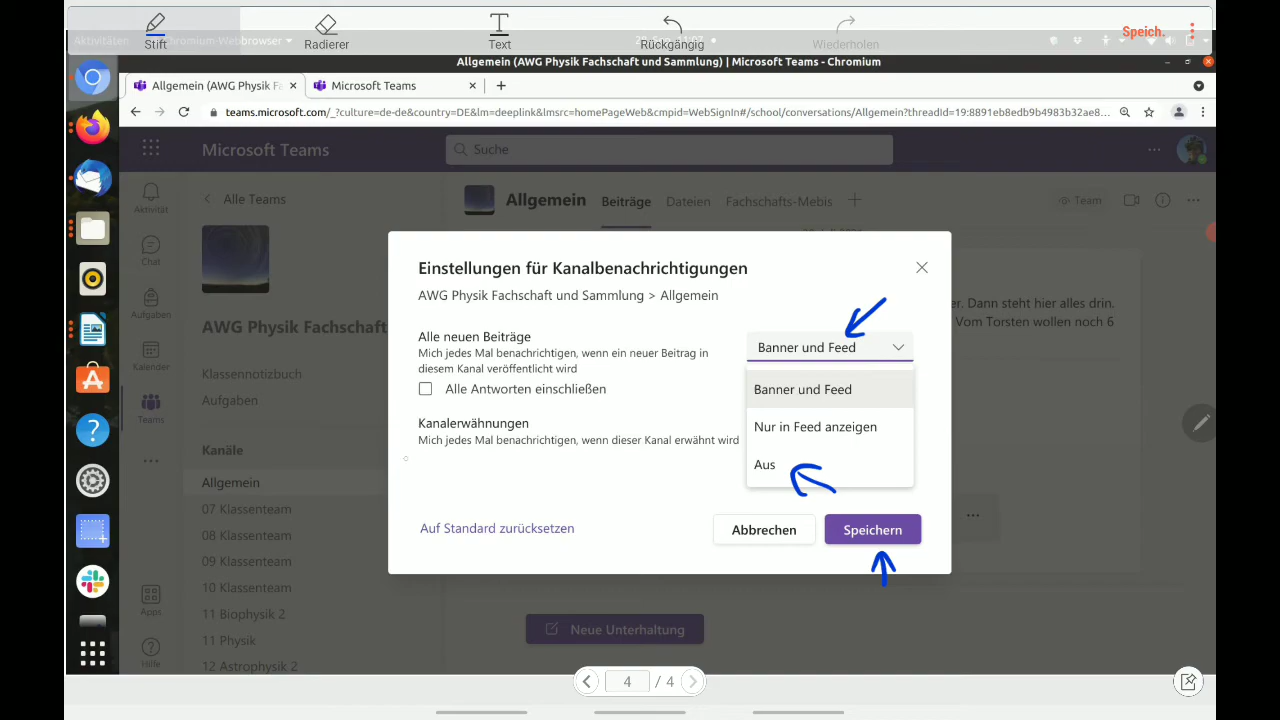 Stift
Radierer
Text
Rückgängig
Wiederholen
Speich.
Aktivitäten
Chromium-Webbrowser
Allgemein (AWG Physik Fachschaft und Sammlung) | Microsoft Teams - Chromium
Allgemein (AWG Physik Fa
Microsoft Teams
teams.microsoft.com/_?culture=de-de&country=DE&lm=deeplink&lmsrc=homePageWeb&cmpid=WebSignIn#/school/conversations/Allgemein?threadId=19:8891eb8edb9b4983b32ae8...
Microsoft Teams
Suche
Aktivität
Chat
Aufgaben
Kalender
Teams
Apps
Hilfe
Alle Teams
AWG Physik Fachschaft
Klassennotizbuch
Aufgaben
Kanäle
Allgemein
07 Klassenteam
08 Klassenteam
09 Klassenteam
10 Klassenteam
11 Biophysik 2
11 Physik
12 Astrophysik 2
Allgemein
Beiträge
Dateien
Fachschafts-Mebis
Team
Dann steht hier alles drin.
Vom Torsten wollen noch 6
Einstellungen für Kanalbenachrichtigungen
AWG Physik Fachschaft und Sammlung > Allgemein
Alle neuen Beiträge
Mich jedes Mal benachrichtigen, wenn ein neuer Beitrag in
diesem Kanal veröffentlicht wird
Alle Antworten einschließen
Kanalerwähnungen
Mich jedes Mal benachrichtigen, wenn dieser Kanal erwähnt wird
Banner und Feed
Banner und Feed
Nur in Feed anzeigen
Aus
Auf Standard zurücksetzen
Abbrechen
Speichern
Neue Unterhaltung
4 / 4